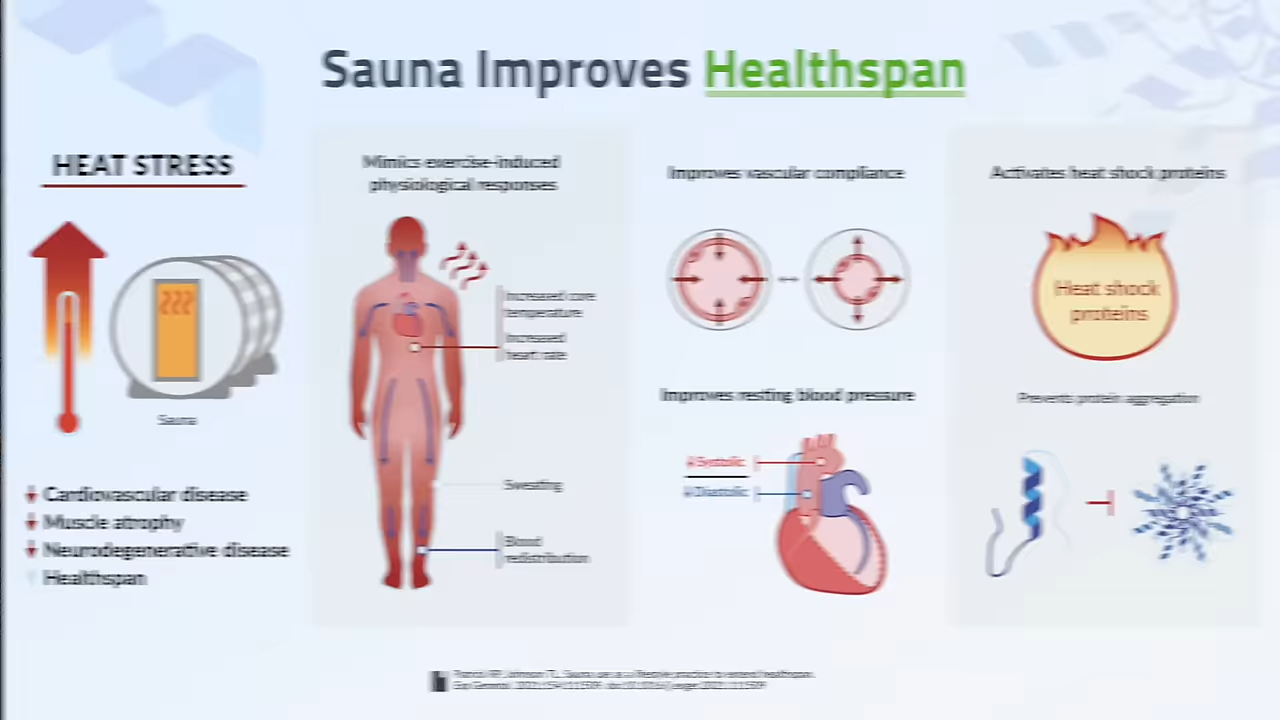 Sauna Improves Healthspan
HEAT STRESS
Sauna
Cardiovascular disease
Muscle atrophy
Neurodegenerative disease
Healthspan
Mimics exercise-induced
physiological responses
Increased core
temperature
Increased
heart rate
Sweating
Blood
redistribution
Improves vascular compliance
Improves resting blood pressure
Systolic
Diastolic
Activates heat shock proteins
Heat shock
proteins
Prevents protein aggregation